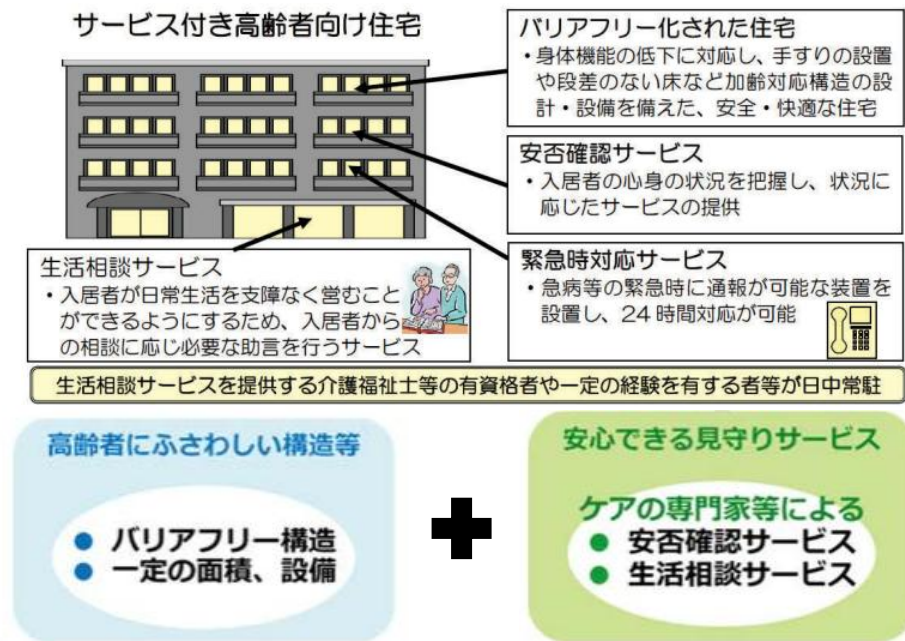 サービス付き高齢者向け住宅
バリアフリー化された住宅
・身体機能の低下に対応し、手すりの設置
や段差のない床など加齢対応構造の設
計・設備を備えた、安全・快適な住宅
安否確認サービス
・入居者の心身の状況を把握し、状況に
応じたサービスの提供
緊急時対応サービス
・急病等の緊急時に通報が可能な装置を
設置し、24時間対応が可能
生活相談サービス
・入居者が日常生活を支障なく営むこと
ができるようにするため、入居者から
の相談に応じ必要な助言を行うサービス
生活相談サービスを提供する介護福祉士等の有資格者や一定の経験を有する者等が日中常駐
高齢者にふさわしい構造等
● バリアフリー構造
● 一定の面積、設備
安心できる見守りサービス
ケアの専門家等による
● 安否確認サービス
● 生活相談サービス